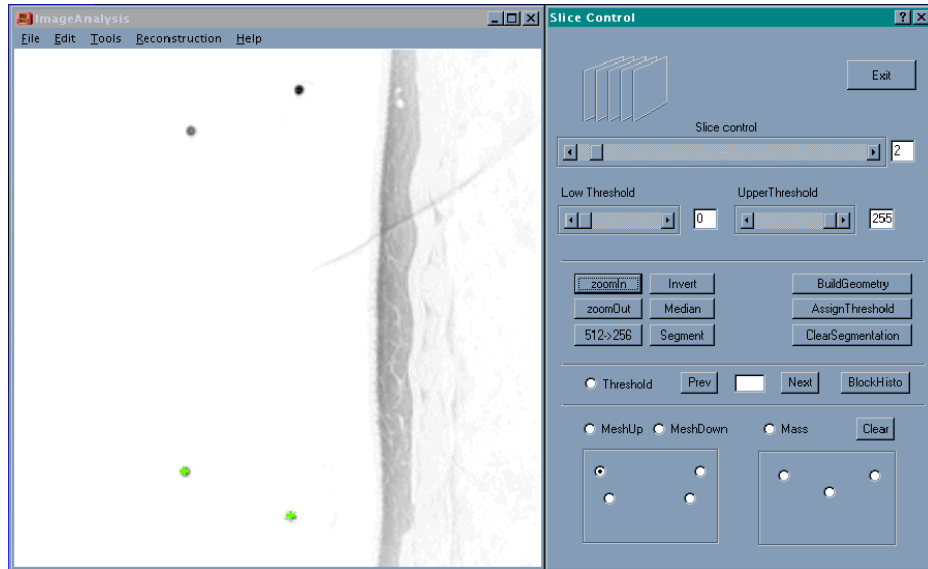 ImageAnalysis
File Edit Tools Reconstruction Help
Slice Control
Exit
Slice control
2
Low Threshold UpperThreshold
0 255
zoomIn Invert BuildGeometry
zoomOut Median AssignThreshold
512->256 Segment ClearSegmentation
Threshold Prev Next BlockHisto
MeshUp MeshDown Mass Clear